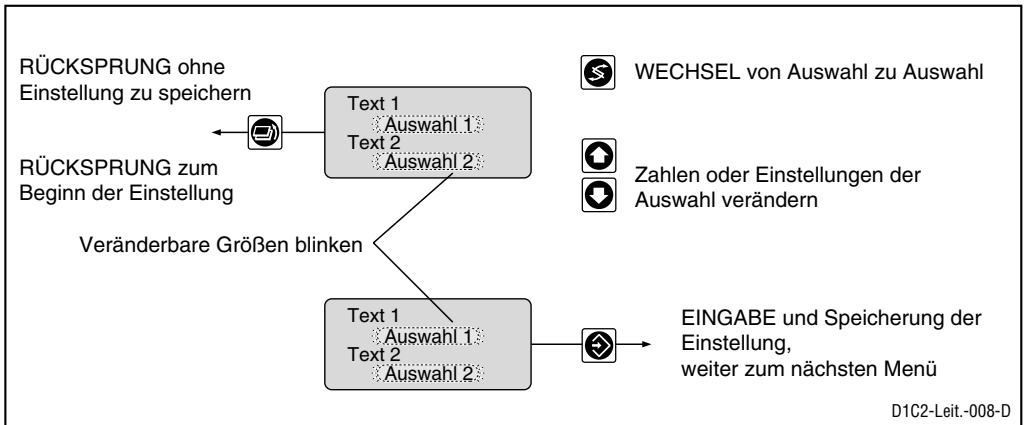 RÜCKSPRUNG ohne
Einstellung zu speichern
RÜCKSPRUNG zum
Beginn der Einstellung
Text 1
Auswahl 1
Text 2
Auswahl 2
WECHSEL von Auswahl zu Auswahl
Zahlen oder Einstellungen der
Auswahl verändern
Veränderbare Größen blinken
Text 1
Auswahl 1
Text 2
Auswahl 2
EINGABE und Speicherung der
Einstellung,
weiter zum nächsten Menü
D1C2-Leit.-008-D